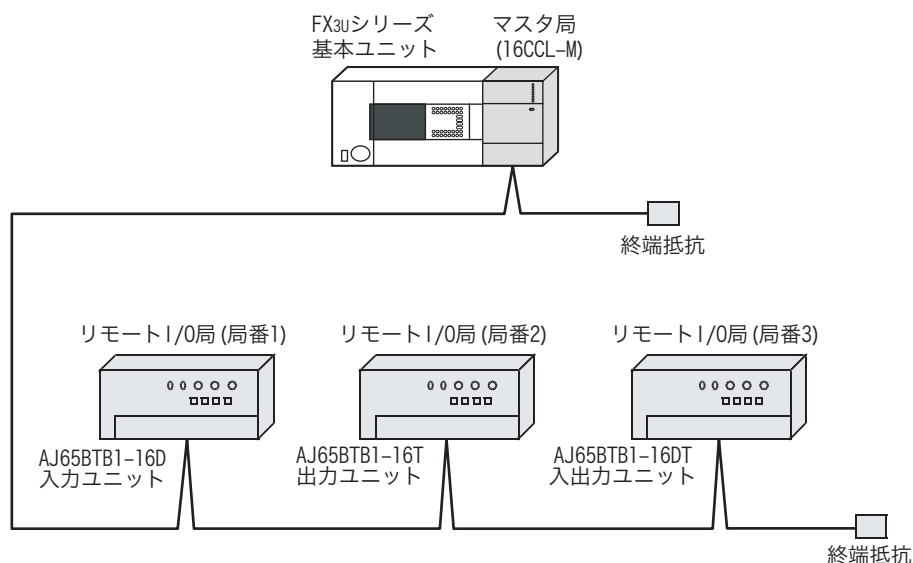 FX3Uシリーズ
基本ユニット
マスタ局
(16CCL-M)
終端抵抗
リモートI/O局(局番1)
リモートI/O局(局番2)
リモートI/O局(局番3)
AJ65BTB1-16D
入力ユニット
AJ65BTB1-16T
出力ユニット
AJ65BTB1-16DT
入出力ユニット
終端抵抗